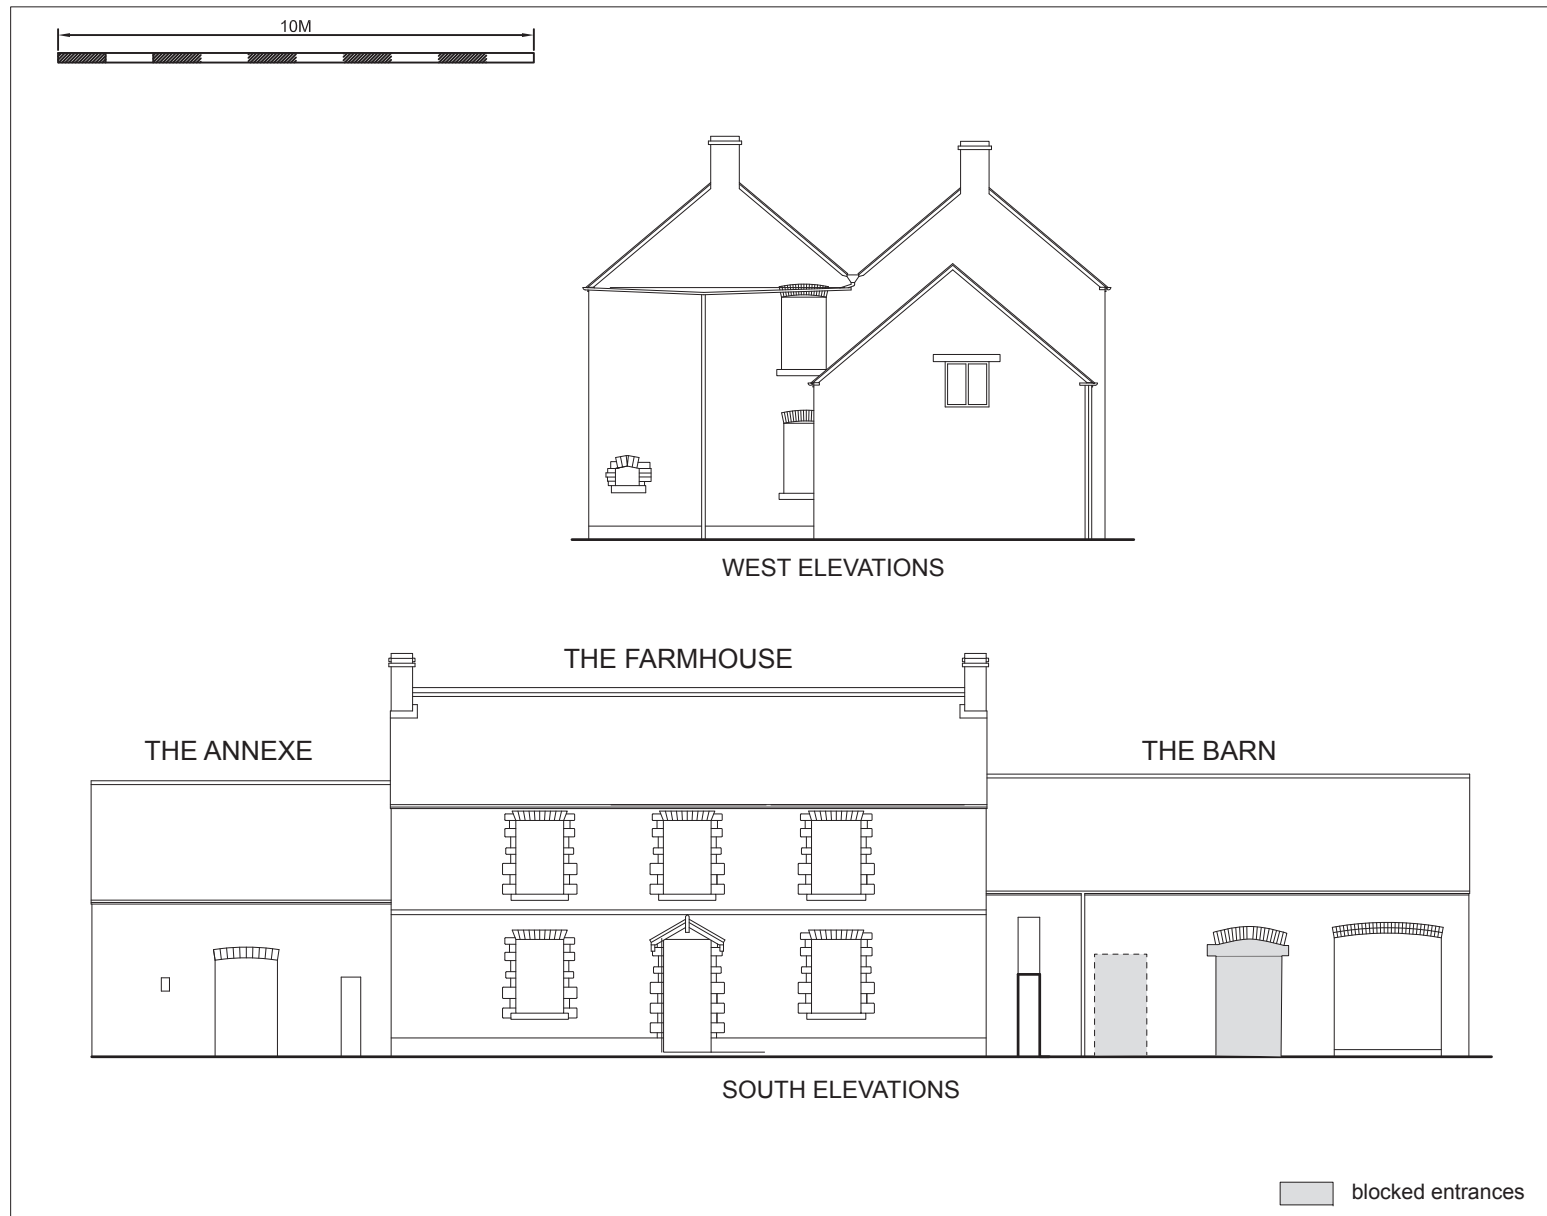 10M
WEST ELEVATIONS
THE FARMHOUSE
THE ANNEXE
THE BARN
SOUTH ELEVATIONS
blocked entrances